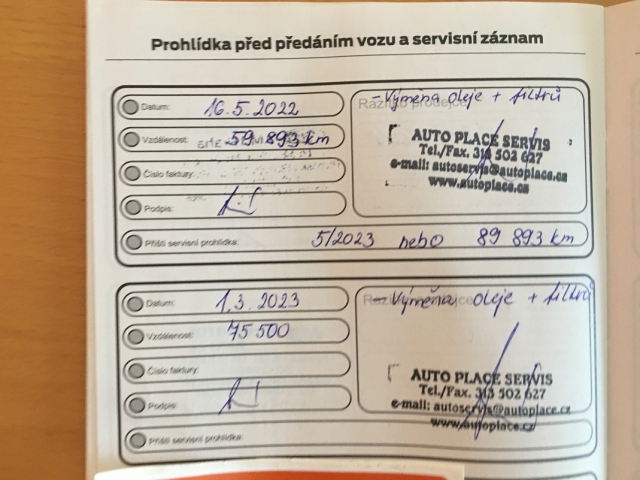 Prohlídka před předáním vozu a servisní záznam
Datum: 16.5.2022
Vzdálenost: 59 893 km
Číslo faktury:
Podpis:
Příští servisní prohlídka: 5/2023 nebo 89 893 km
- Výměna oleje + filtrů
AUTO PLACE SERVIS
Tel./Fax. 313 502 627
e-mail: autoservis@autoplace.cz
www.autoplace.cz
Datum: 1.3.2023
Vzdálenost: 75 500
Číslo faktury:
Podpis:
Příští servisní prohlídka:
- Výměna oleje + filtrů
AUTO PLACE SERVIS
Tel./Fax. 313 502 627
e-mail: autoservis@autoplace.cz
www.autoplace.cz